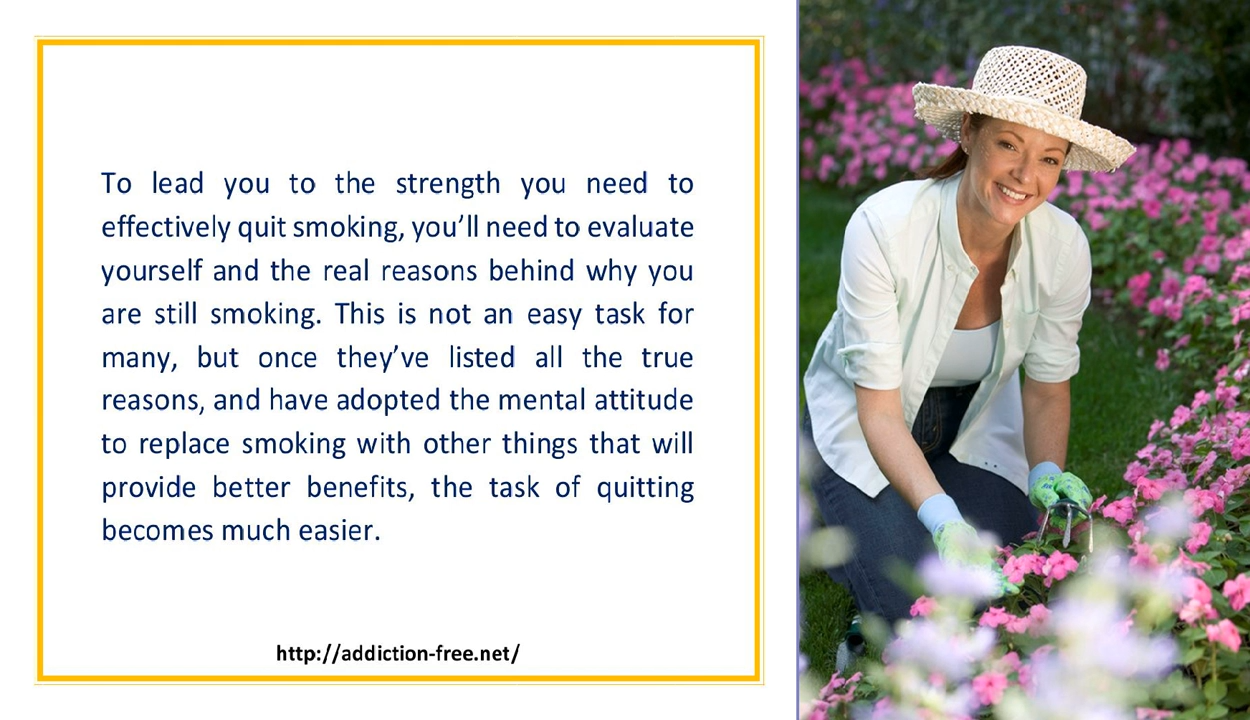 To lead you to the strength you need to
effectively quit smoking, you’ll need to evaluate
yourself and the real reasons behind why you
are still smoking. This is not an easy task for
many, but once they’ve listed all the true
reasons, and have adopted the mental attitude
to replace smoking with other things that will
provide better benefits, the task of quitting
becomes much easier.
http://addiction-free.net/